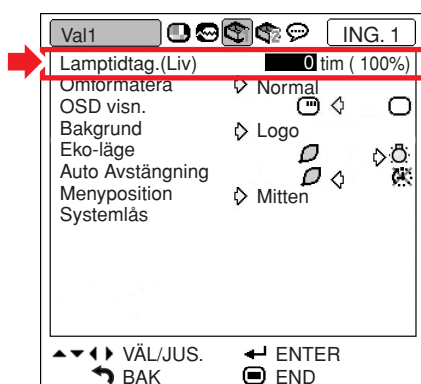 Val1 ING. 1
Lamptidtag.(Liv) 0 tim ( 100%)
Omformatera Normal
OSD visn.
Bakgrund Logo
Eko-läge
Auto Avstängning
Menyposition Mitten
Systemlås
VÄL/JUS. ENTER
BAK END